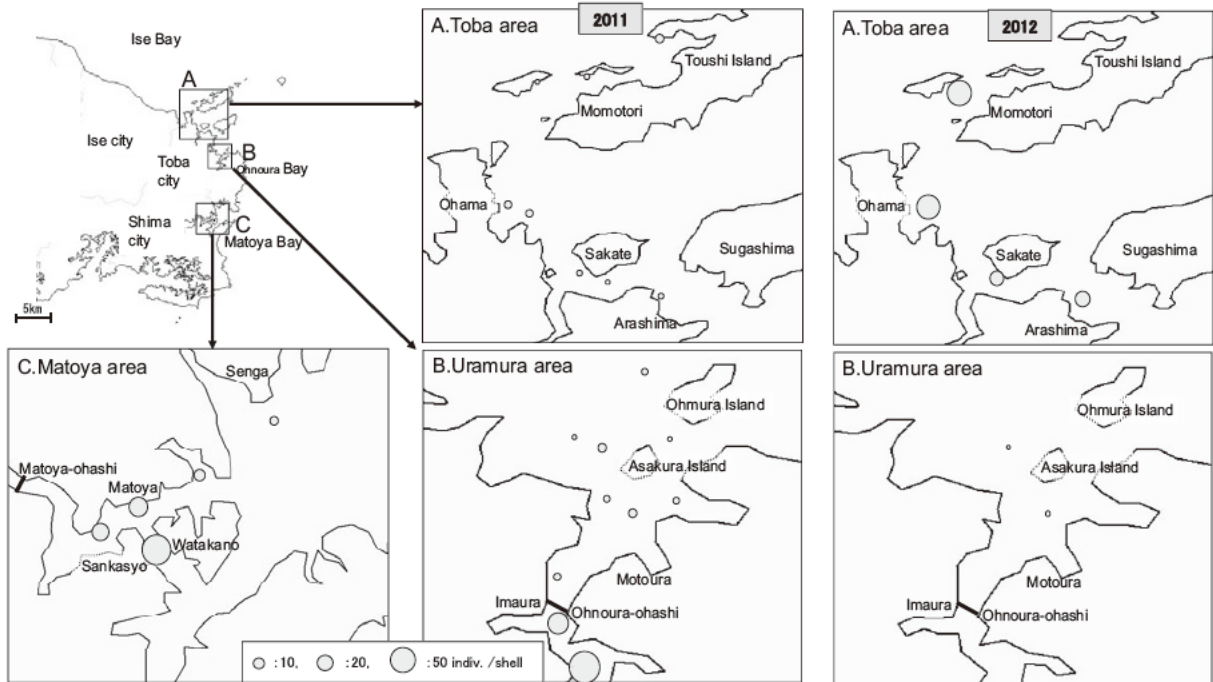 Ise Bay
A
Ise city
B
Toba
city
Ohnoura Bay
Shima
city
C
Matoya Bay
5km
A.Toba area
2011
Toushi Island
Momotori
Ohama
Sakate
Sugashima
Arashima
A.Toba area
2012
Toushi Island
Momotori
Ohama
Sakate
Sugashima
Arashima
C.Matoya area
Senga
Matoya-ohashi
Matoya
Watakano
Sankasyo
B.Uramura area
Ohmura Island
Asakura Island
Motoura
Imaura
Ohnoura-ohashi
B.Uramura area
Ohmura Island
Asakura Island
Motoura
Imaura
Ohnoura-ohashi
:10, :20, :50 indiv./shell